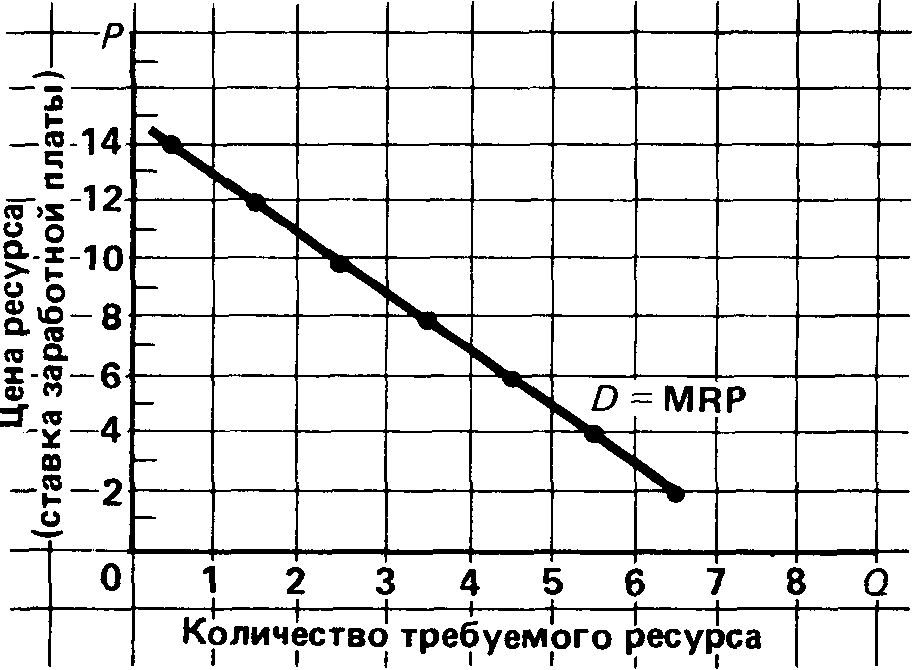 P
14
12
10
8
6
4
2
0
1 2 3 4 5 6 7 8 Q
D = MRP
Цена ресурса
(ставка заработной платы)
Количество требуемого ресурса